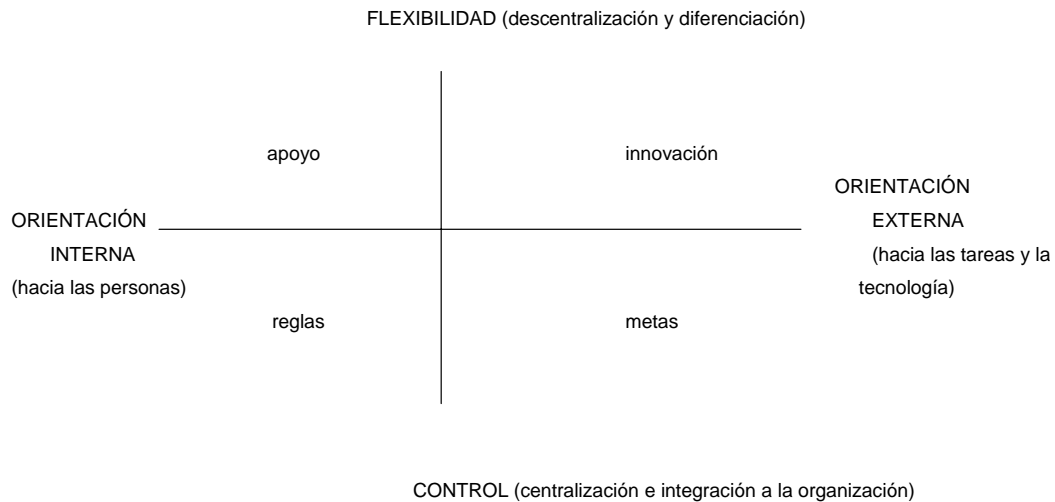 FLEXIBILIDAD (descentralización y diferenciación)
apoyo
innovación
ORIENTACIÓN
INTERNA
(hacia las personas)
ORIENTACIÓN
EXTERNA
(hacia las tareas y la
tecnología)
reglas
metas
CONTROL (centralización e integración a la organización)